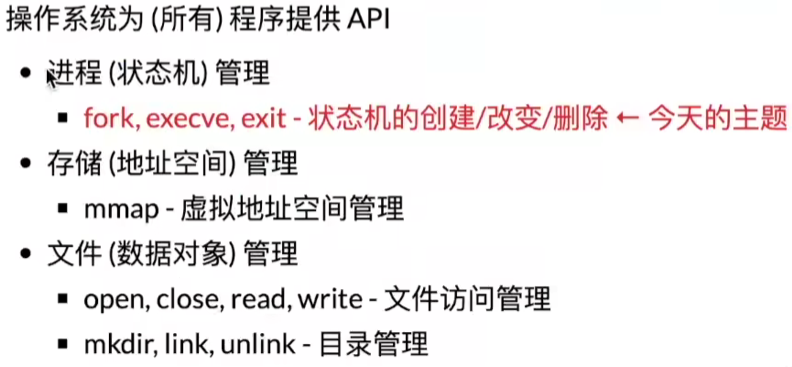 操作系统为 (所有) 程序提供 API
进程 (状态机) 管理
fork, execve, exit - 状态机的创建/改变/删除 ← 今天的主题
存储 (地址空间) 管理
mmap - 虚拟地址空间管理
文件 (数据对象) 管理
open, close, read, write - 文件访问管理
mkdir, link, unlink - 目录管理